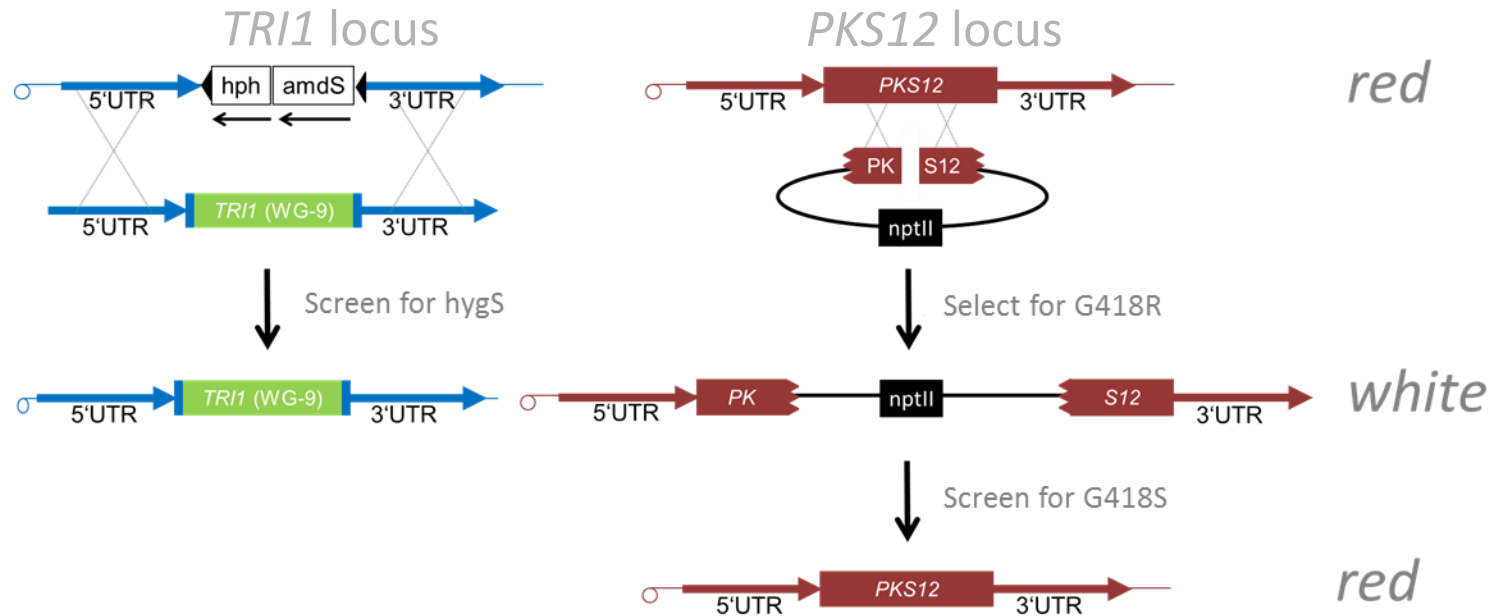 TRI1 locus
PKS12 locus
hph
amdS
5‘UTR
3‘UTR
PKS12
5‘UTR
3‘UTR
red
PK
S12
TRI1 (WG-9)
5‘UTR
3‘UTR
nptII
Screen for hygS
Select for G418R
TRI1 (WG-9)
5‘UTR
3‘UTR
PK
nptII
S12
5‘UTR
3‘UTR
white
Screen for G418S
PKS12
5‘UTR
3‘UTR
red